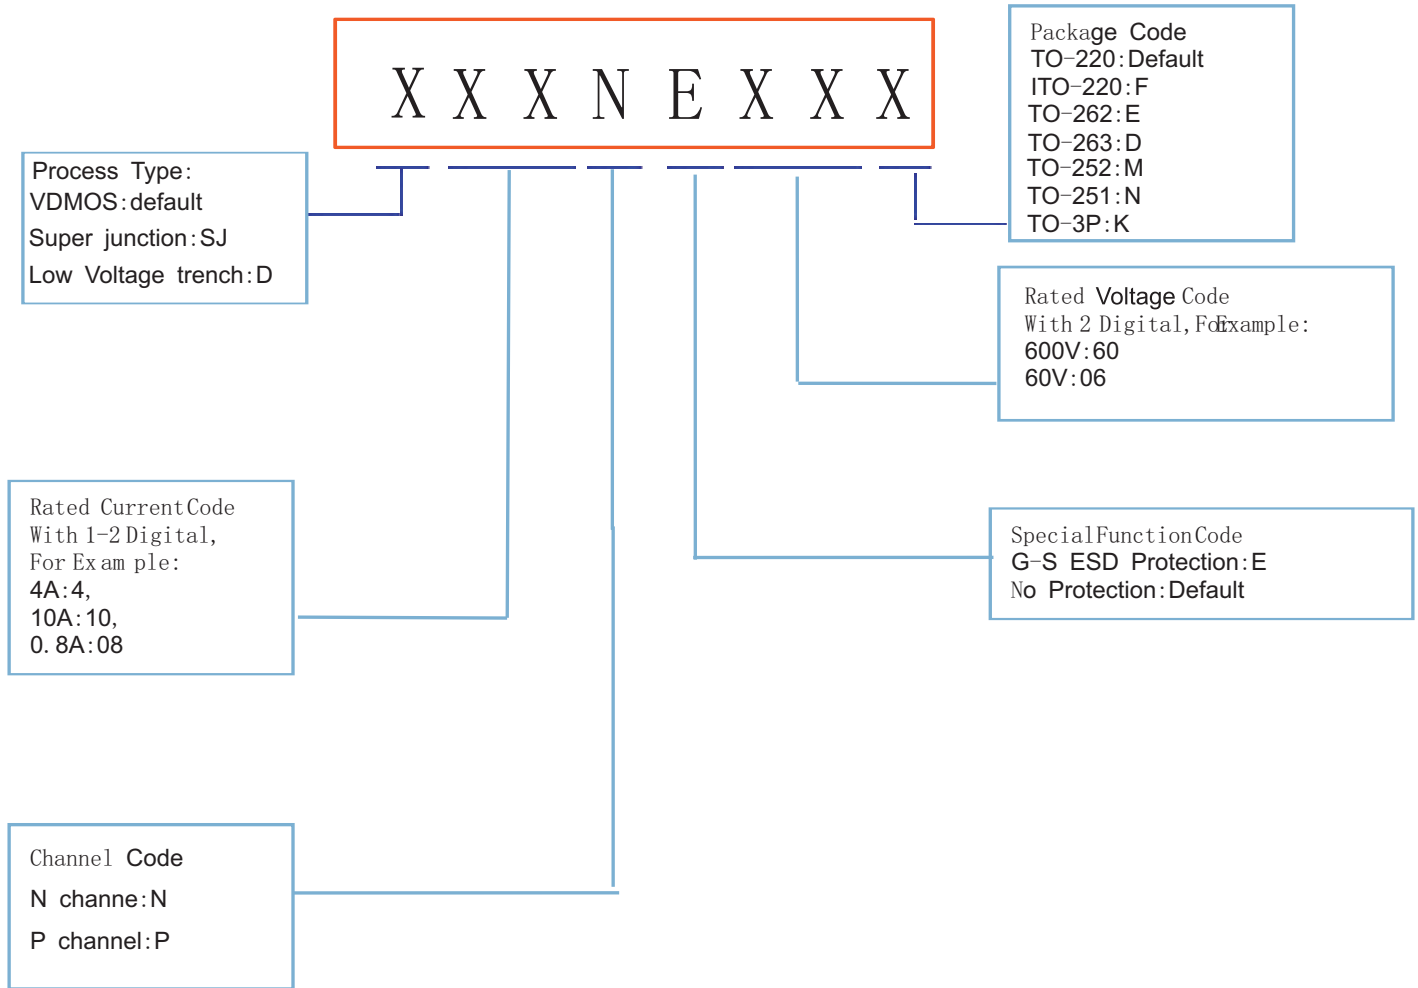 X X X N E X X X
Package Code
TO-220:Default
ITO-220:F
TO-262:E
TO-263:D
TO-252:M
TO-251:N
TO-3P:K
Process Type:
VDMOS:default
Super junction:SJ
Low Voltage trench:D
Rated Voltage Code
With 2 Digital,For Example:
600V:60
60V:06
Rated Current Code
With 1-2 Digital,
For Exam ple:
4A:4,
10A:10,
0.8A:08
Special Function Code
G-S ESD Protection:E
No Protection:Default
Channel Code
N channe:N
P channel:P